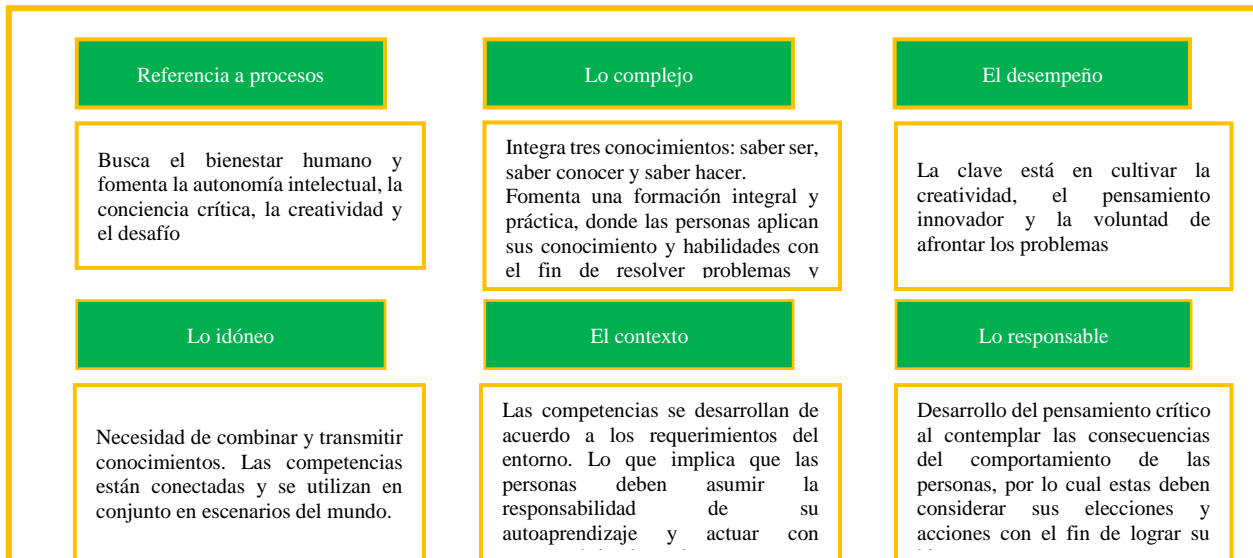 Referencia a procesos
Busca el bienestar humano y
fomenta la autonomía intelectual, la
conciencia crítica, la creatividad y
el desafío
Lo complejo
Integra tres conocimientos: saber ser,
saber conocer y saber hacer.
Fomenta una formación integral y
práctica, donde las personas aplican
sus conocimiento y habilidades con
el fin de resolver problemas y
El desempeño
La clave está en cultivar la
creatividad, el pensamiento
innovador y la voluntad de
afrontar los problemas
Lo idóneo
Necesidad de combinar y transmitir
conocimientos. Las competencias
están conectadas y se utilizan en
conjunto en escenarios del mundo.
El contexto
Las competencias se desarrollan de
acuerdo a los requerimientos del
entorno. Lo que implica que las
personas deben asumir la
responsabilidad de su
autoaprendizaje y actuar con
Lo responsable
Desarrollo del pensamiento crítico
al contemplar las consecuencias
del comportamiento de las
personas, por lo cual estas deben
considerar sus elecciones y
acciones con el fin de lograr su